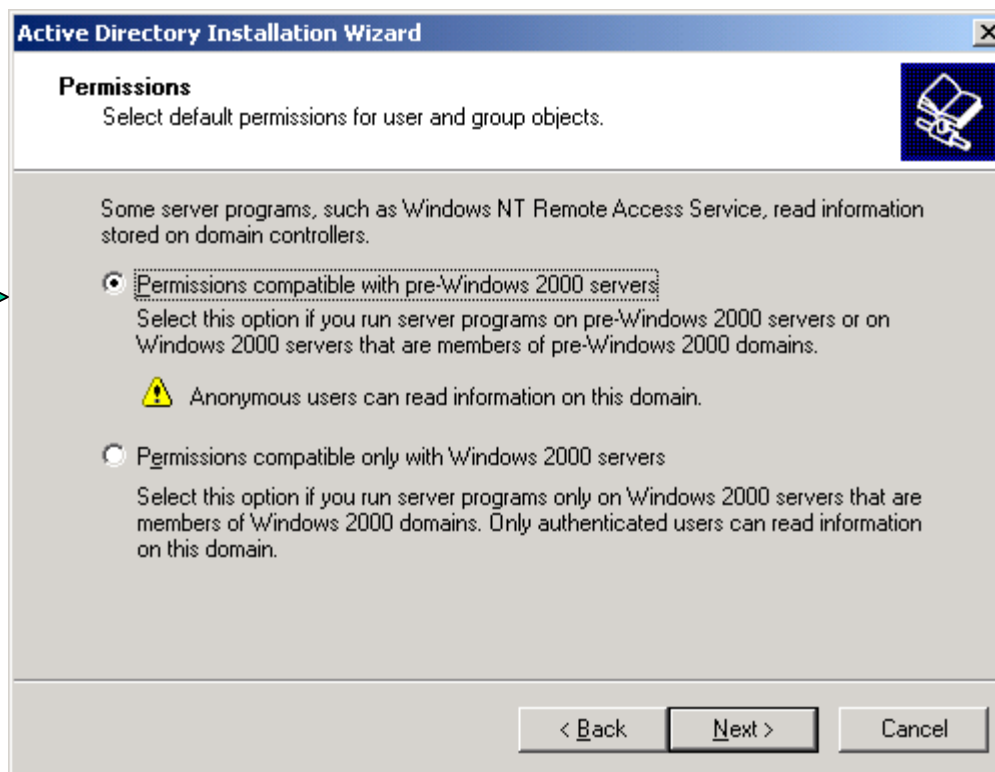 Active Directory Installation Wizard
Permissions
Select default permissions for user and group objects.
Some server programs, such as Windows NT Remote Access Service, read information
stored on domain controllers.
Permissions compatible with pre-Windows 2000 servers
Select this option if you run server programs on pre-Windows 2000 servers or on
Windows 2000 servers that are members of pre-Windows 2000 domains.
Anonymous users can read information on this domain.
Permissions compatible only with Windows 2000 servers
Select this option if you run server programs only on Windows 2000 servers that are
members of Windows 2000 domains. Only authenticated users can read information
on this domain.
< Back Next > Cancel